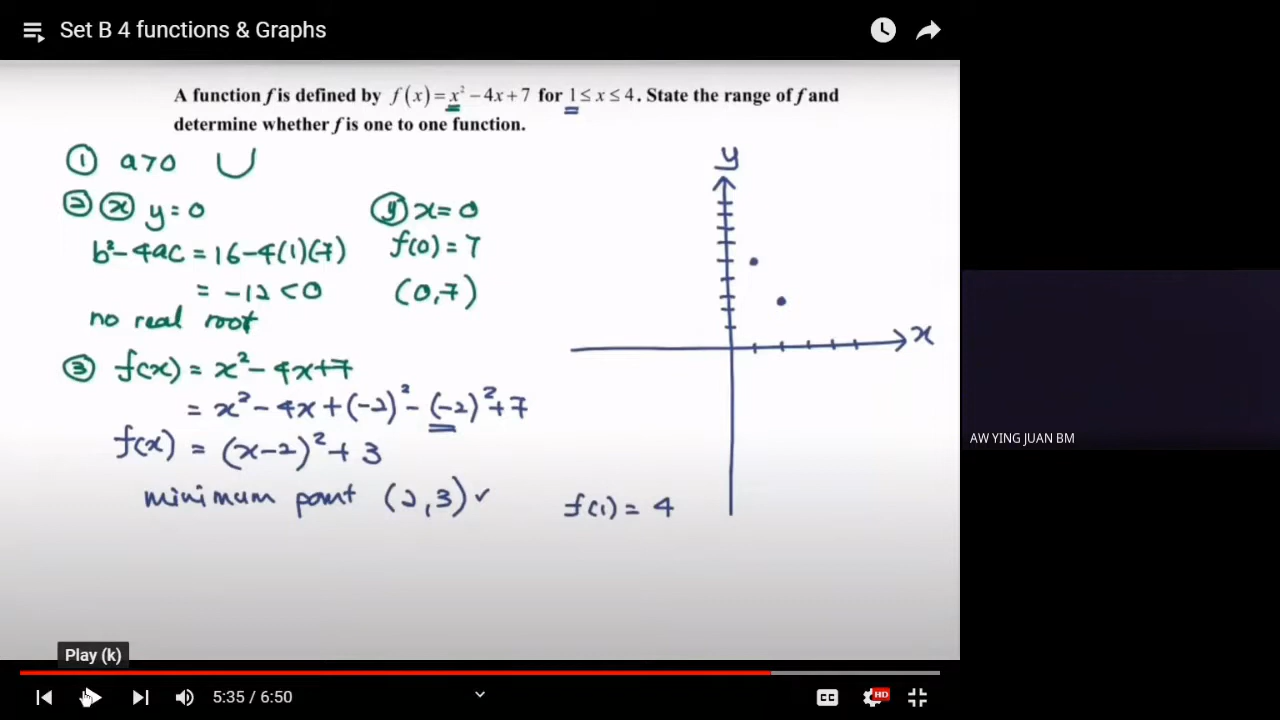 Set B 4 functions & Graphs
A function f is defined by f(x) = x² − 4x + 7 for 1 ≤ x ≤ 4. State the range of f and
determine whether f is one to one function.
① a>0
② ⓧ y = 0
b²-4ac = 16-4(1)(7)
= -12 < 0
no real root
ⓨ x = 0
f(0) = 7
(0,7)
③ f(x) = x² - 4x+7
= x² - 4x + (-2)² - (-2)² + 7
f(x) = (x-2)² + 3
minimum point (2,3) ✓
f(1) = 4
y
x
AW YING JUAN BM
Play (k)
5:35 / 6:50
CC
HD